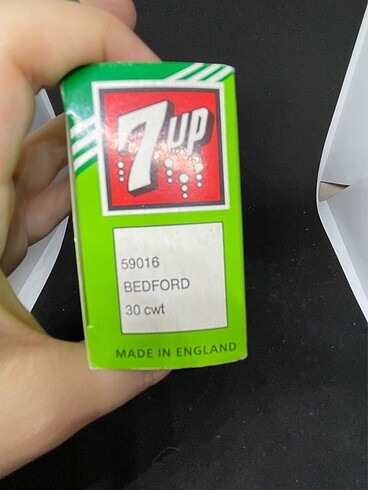 7up
59016
BEDFORD
30 cwt
MADE IN ENGLAND